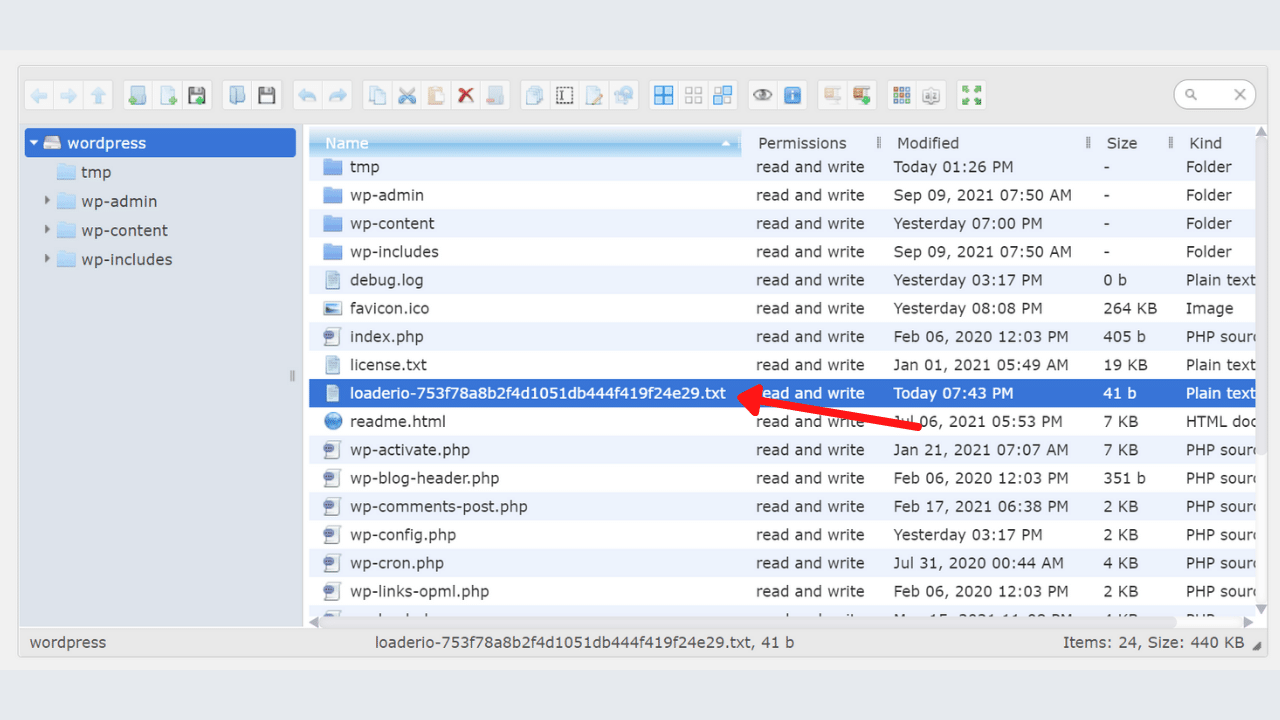 wordpress
tmp
wp-admin
wp-content
wp-includes
Name Permissions Modified Size Kind
tmp read and write Today 01:26 PM - Folder
wp-admin read and write Sep 09, 2021 07:50 AM - Folder
wp-content read and write Yesterday 07:00 PM - Folder
wp-includes read and write Sep 09, 2021 07:50 AM - Folder
debug.log read and write Yesterday 03:17 PM 0 b Plain text
favicon.ico read and write Yesterday 08:08 PM 264 KB Image
index.php read and write Feb 06, 2020 12:03 PM 405 b PHP sour
license.txt read and write Jan 01, 2021 05:49 AM 19 KB Plain text
loaderio-753f78a8b2f4d1051db444f419f24e29.txt read and write Today 07:43 PM 41 b Plain text
readme.html read and write Jul 06, 2021 05:53 PM 7 KB HTML doc
wp-activate.php read and write Jan 21, 2021 07:07 AM 7 KB PHP sour
wp-blog-header.php read and write Feb 06, 2020 12:03 PM 351 b PHP sour
wp-comments-post.php read and write Feb 17, 2021 06:38 PM 2 KB PHP sour
wp-config.php read and write Yesterday 03:17 PM 2 KB PHP sour
wp-cron.php read and write Jul 31, 2020 00:44 AM 4 KB PHP sour
wp-links-opml.php read and write Feb 06, 2020 12:03 PM 2 KB PHP sour
wordpress loaderio-753f78a8b2f4d1051db444f419f24e29.txt, 41 b Items: 24, Size: 440 KB